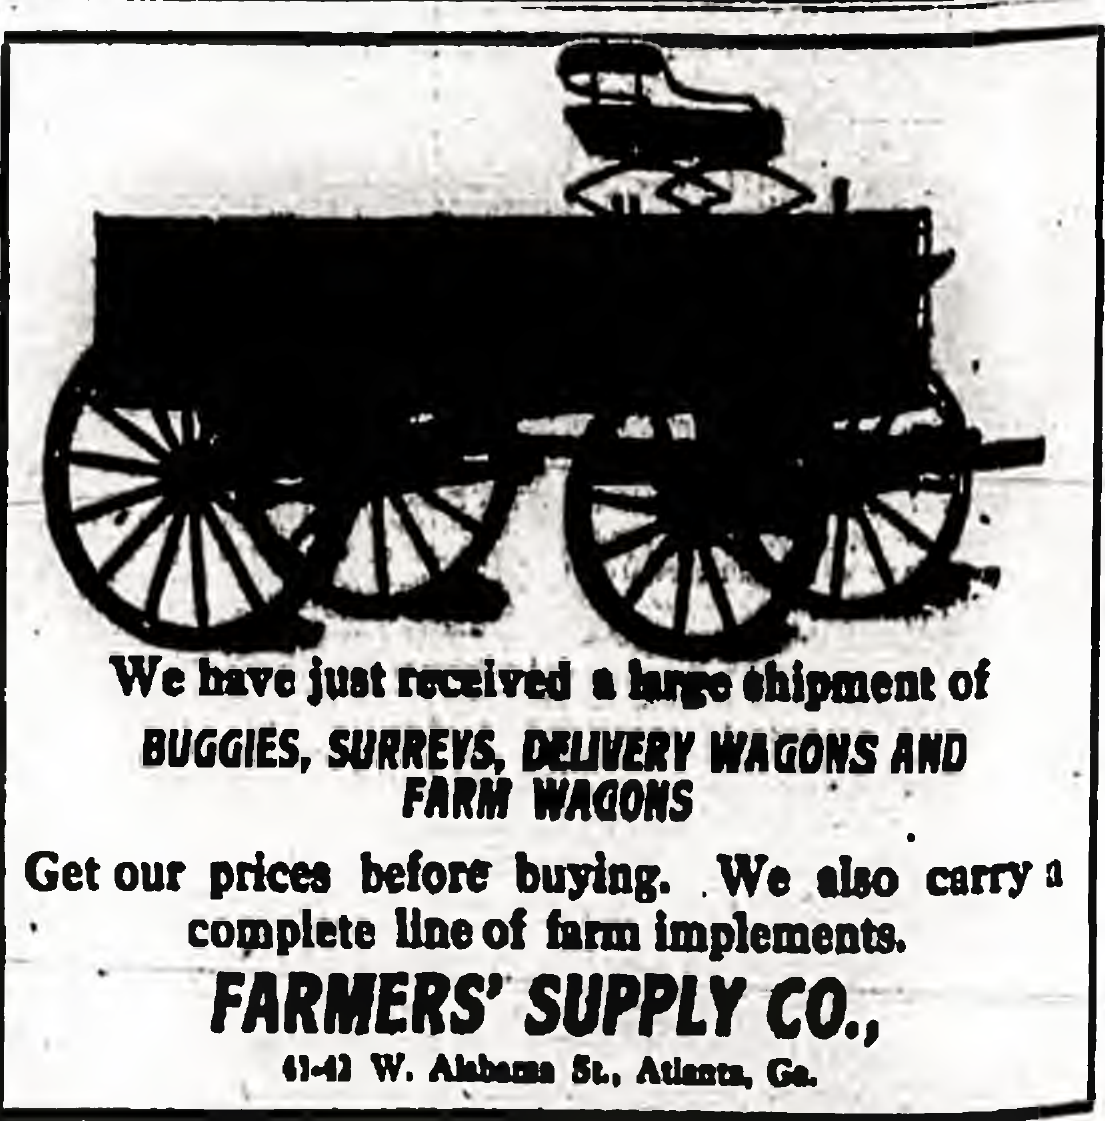 We have just received a large shipment of
BUGGIES, SURREYS, DELIVERY WAGONS AND
FARM WAGONS
Get our prices before buying. We also carry a
complete line of farm implements.
FARMERS' SUPPLY CO.,
W. Alabama St., Atlanta, Ga.